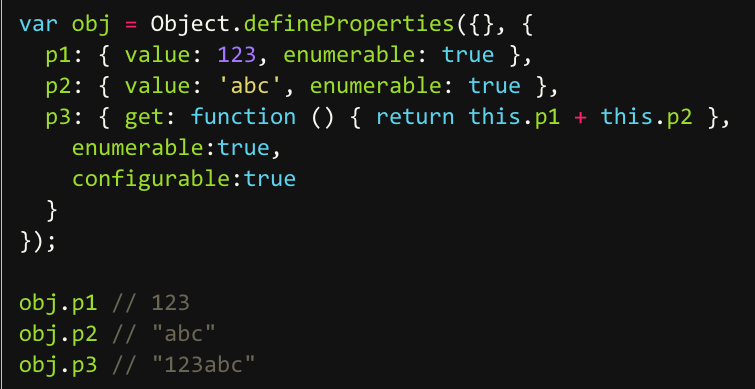 var obj = Object.defineProperties({}, {
  p1: { value: 123, enumerable: true },
  p2: { value: 'abc', enumerable: true },
  p3: { get: function () { return this.p1 + this.p2 },
    enumerable:true,
    configurable:true
  }
});

obj.p1 // 123
obj.p2 // "abc"
obj.p3 // "123abc"